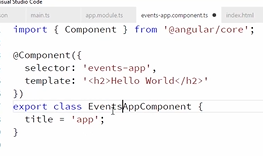 Visual Studio Code
main.ts app.module.ts events-app.component.ts index.html
import { Component } from '@angular/core';
@Component({
selector: 'events-app',
template: '<h2>Hello World</h2>'
})
export class EventsAppComponent {
title = 'app';
}